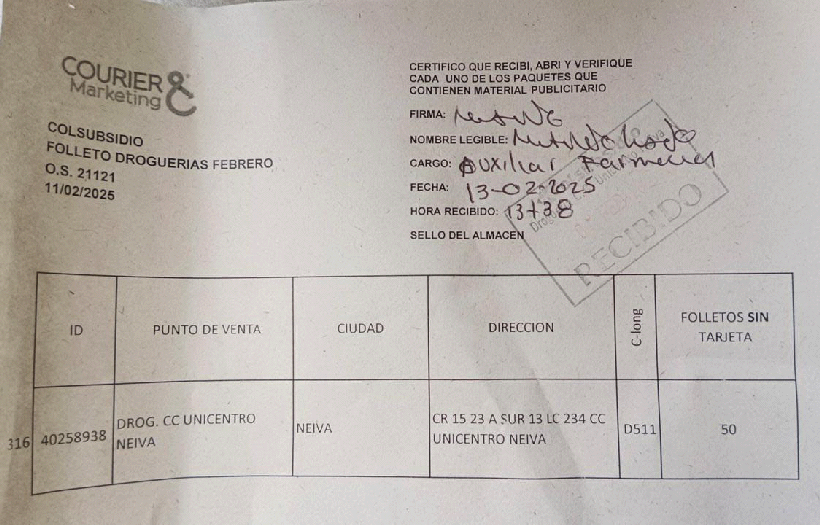 COURIER &
Marketing
COLSUBSIDIO
FOLLETO DROGUERIAS FEBRERO
O.S. 21121
11/02/2025
CERTIFICO QUE RECIBI, ABRI Y VERIFIQUE
CADA UNO DE LOS PAQUETES QUE
CONTIENEN MATERIAL PUBLICITARIO
FIRMA:
NOMBRE LEGIBLE:
CARGO: Auxiliar Farmacia
FECHA: 13-02-2025
HORA RECIBIDO: 13+38
SELLO DEL ALMACEN
RECIBIDO
ID PUNTO DE VENTA CIUDAD DIRECCION C-long FOLLETOS SIN
TARJETA
316 40258938 DROG. CC UNICENTRO
NEIVA NEIVA CR 15 23 A SUR 13 LC 234 CC
UNICENTRO NEIVA D511 50